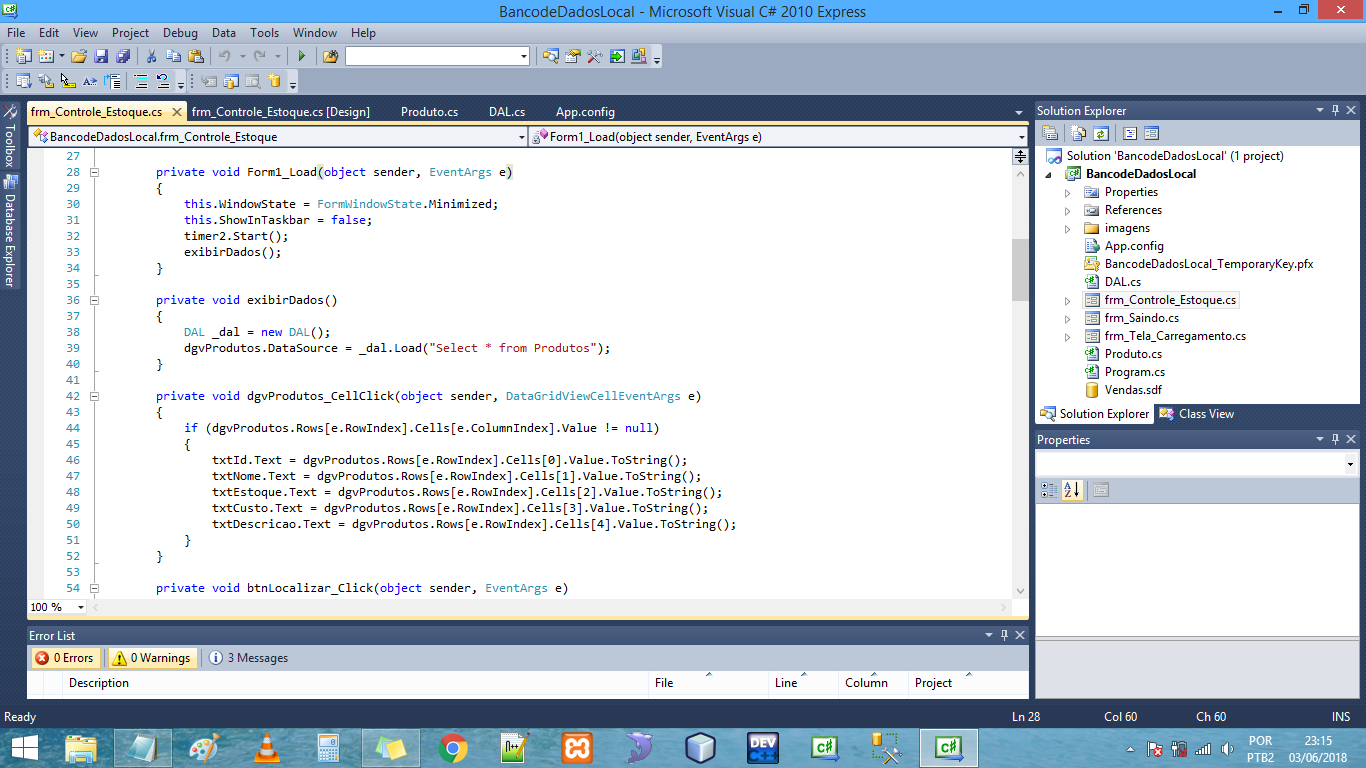 BancodeDadosLocal - Microsoft Visual C# 2010 Express
File Edit View Project Debug Data Tools Window Help
frm_Controle_Estoque.cs frm_Controle_Estoque.cs [Design] Produto.cs DAL.cs App.config
BancodeDadosLocal.frm_Controle_Estoque Form1_Load(object sender, EventArgs e)
Toolbox
Database Explorer
27
28 private void Form1_Load(object sender, EventArgs e)
29 {
30 this.WindowState = FormWindowState.Minimized;
31 this.ShowInTaskbar = false;
32 timer2.Start();
33 exibirDados();
34 }
35
36 private void exibirDados()
37 {
38 DAL _dal = new DAL();
39 dgvProdutos.DataSource = _dal.Load("Select * from Produtos");
40 }
41
42 private void dgvProdutos_CellClick(object sender, DataGridViewCellEventArgs e)
43 {
44 if (dgvProdutos.Rows[e.RowIndex].Cells[e.ColumnIndex].Value != null)
45 {
46 txtId.Text = dgvProdutos.Rows[e.RowIndex].Cells[0].Value.ToString();
47 txtNome.Text = dgvProdutos.Rows[e.RowIndex].Cells[1].Value.ToString();
48 txtEstoque.Text = dgvProdutos.Rows[e.RowIndex].Cells[2].Value.ToString();
49 txtCusto.Text = dgvProdutos.Rows[e.RowIndex].Cells[3].Value.ToString();
50 txtDescricao.Text = dgvProdutos.Rows[e.RowIndex].Cells[4].Value.ToString();
51 }
52 }
53
54 private void btnLocalizar_Click(object sender, EventArgs e)
100 %
Solution Explorer
Solution 'BancodeDadosLocal' (1 project)
BancodeDadosLocal
Properties
References
imagens
App.config
BancodeDadosLocal_TemporaryKey.pfx
DAL.cs
frm_Controle_Estoque.cs
frm_Saindo.cs
frm_Tela_Carregamento.cs
Produto.cs
Program.cs
Vendas.sdf
Solution Explorer Class View
Properties
Error List
0 Errors 0 Warnings 3 Messages
Description File Line Column Project
Ready Ln 28 Col 60 Ch 60 INS
DEV C++
POR 23:15
PTB2 03/06/2018